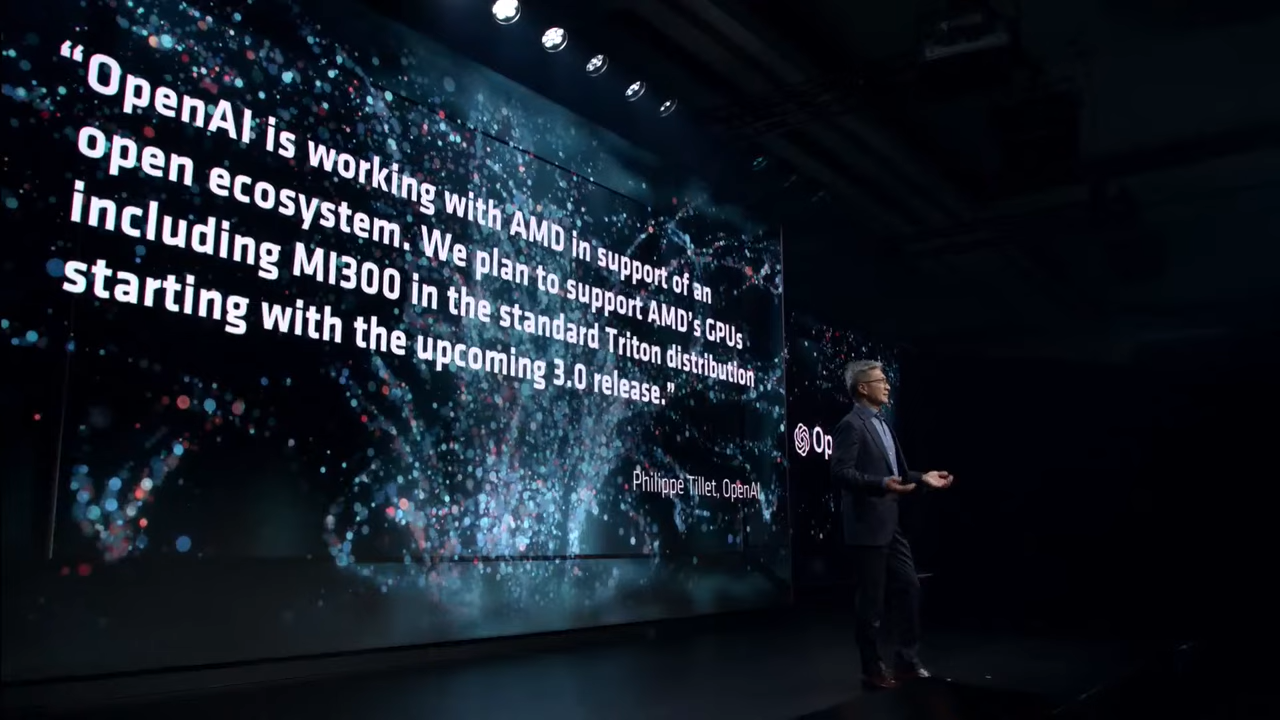 “OpenAI is working with AMD in support of an
open ecosystem. We plan to support AMD’s GPUs
including MI300 in the standard Triton distribution
starting with the upcoming 3.0 release.”
Philippe Tillet, OpenAI
Op